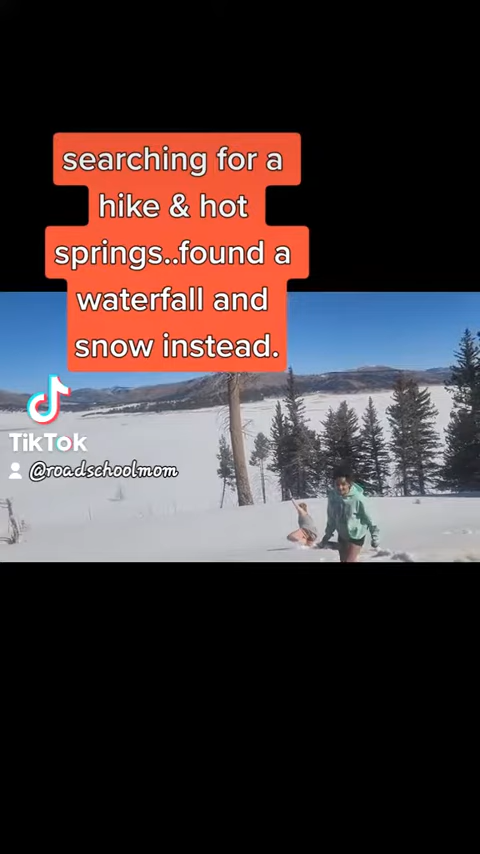 searching for a
hike & hot
springs..found a
waterfall and
snow instead.
TikTok
@roadschoolmom